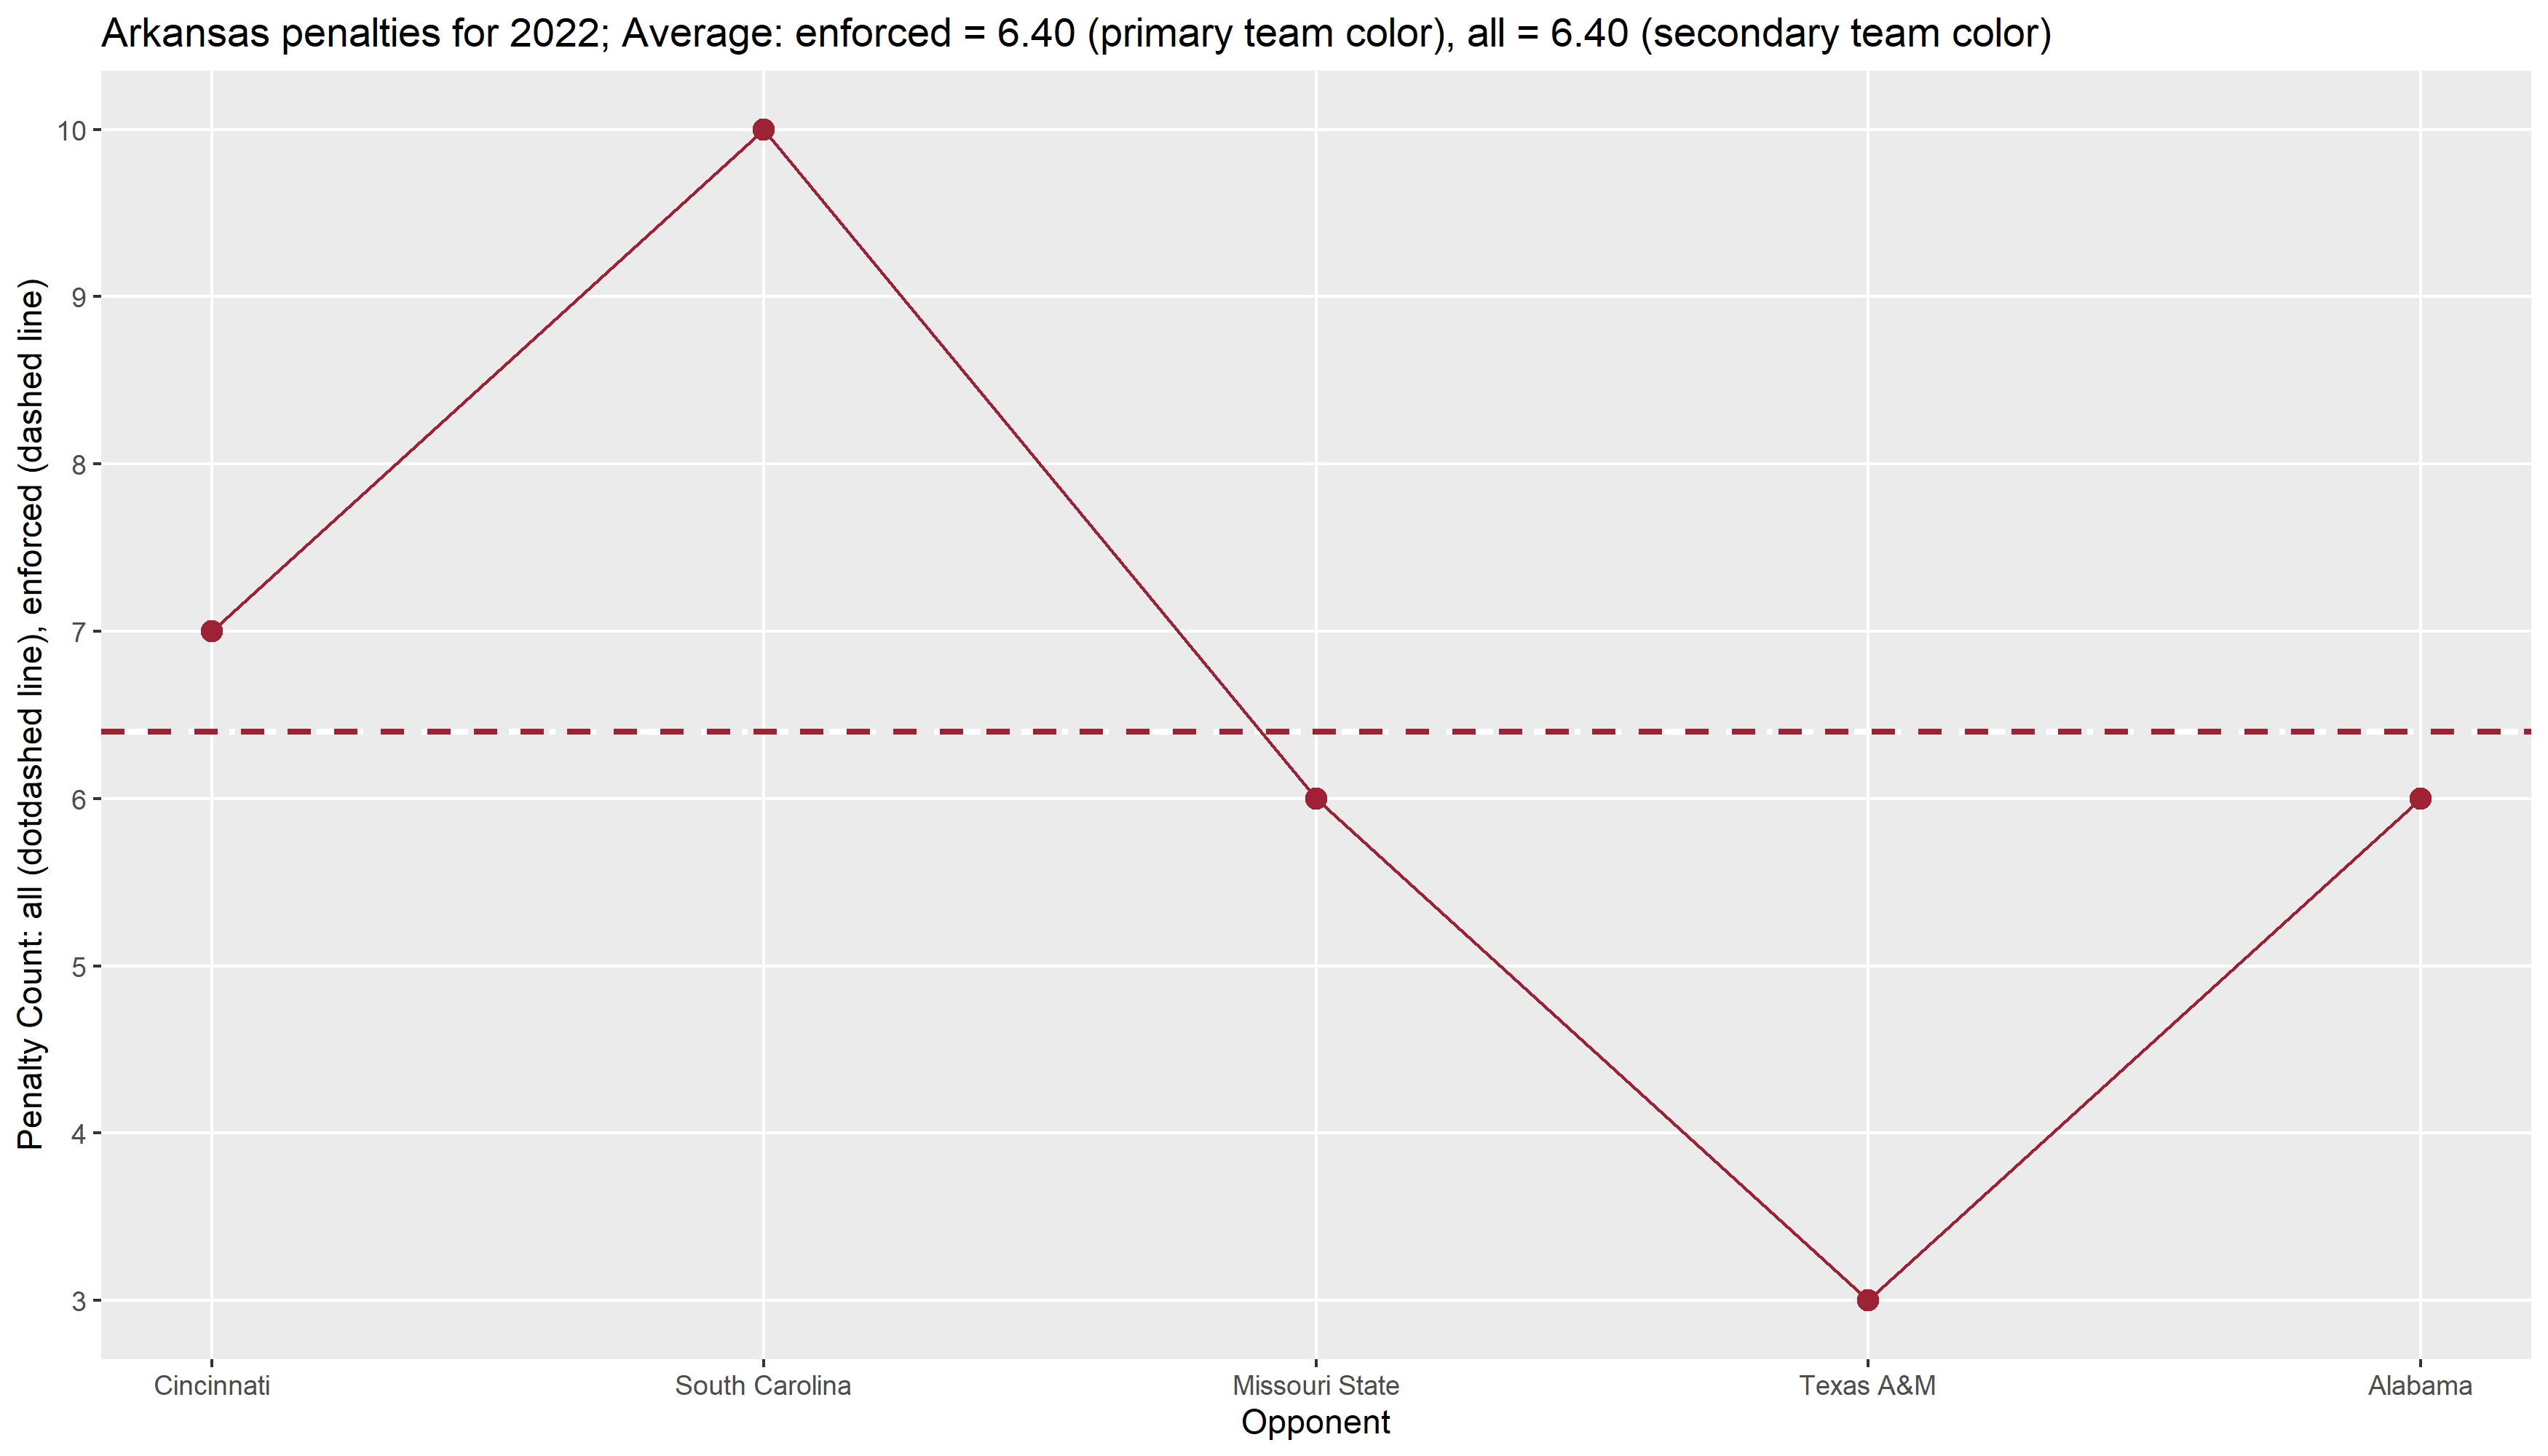 Arkansas penalties for 2022; Average: enforced = 6.40 (primary team color), all = 6.40 (secondary team color)
Penalty Count: all (dotdashed line), enforced (dashed line)
10
9
8
7
6
5
4
3
Cincinnati
South Carolina
Missouri State
Texas A&M
Alabama
Opponent